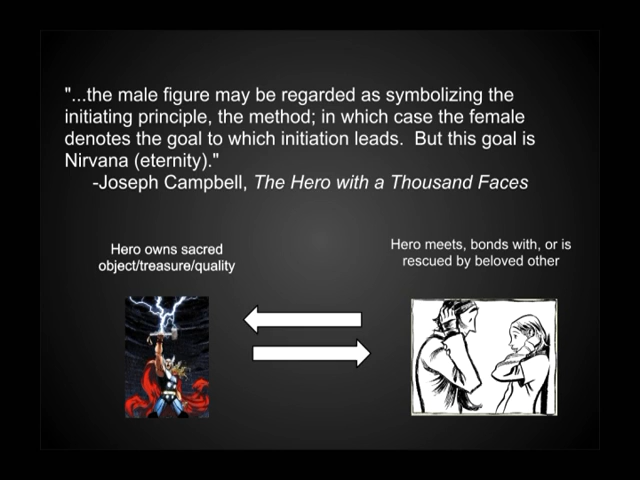 "...the male figure may be regarded as symbolizing the
initiating principle, the method; in which case the female
denotes the goal to which initiation leads.  But this goal is
Nirvana (eternity)."
-Joseph Campbell, The Hero with a Thousand Faces
Hero owns sacred
object/treasure/quality
Hero meets, bonds with, or is
rescued by beloved other